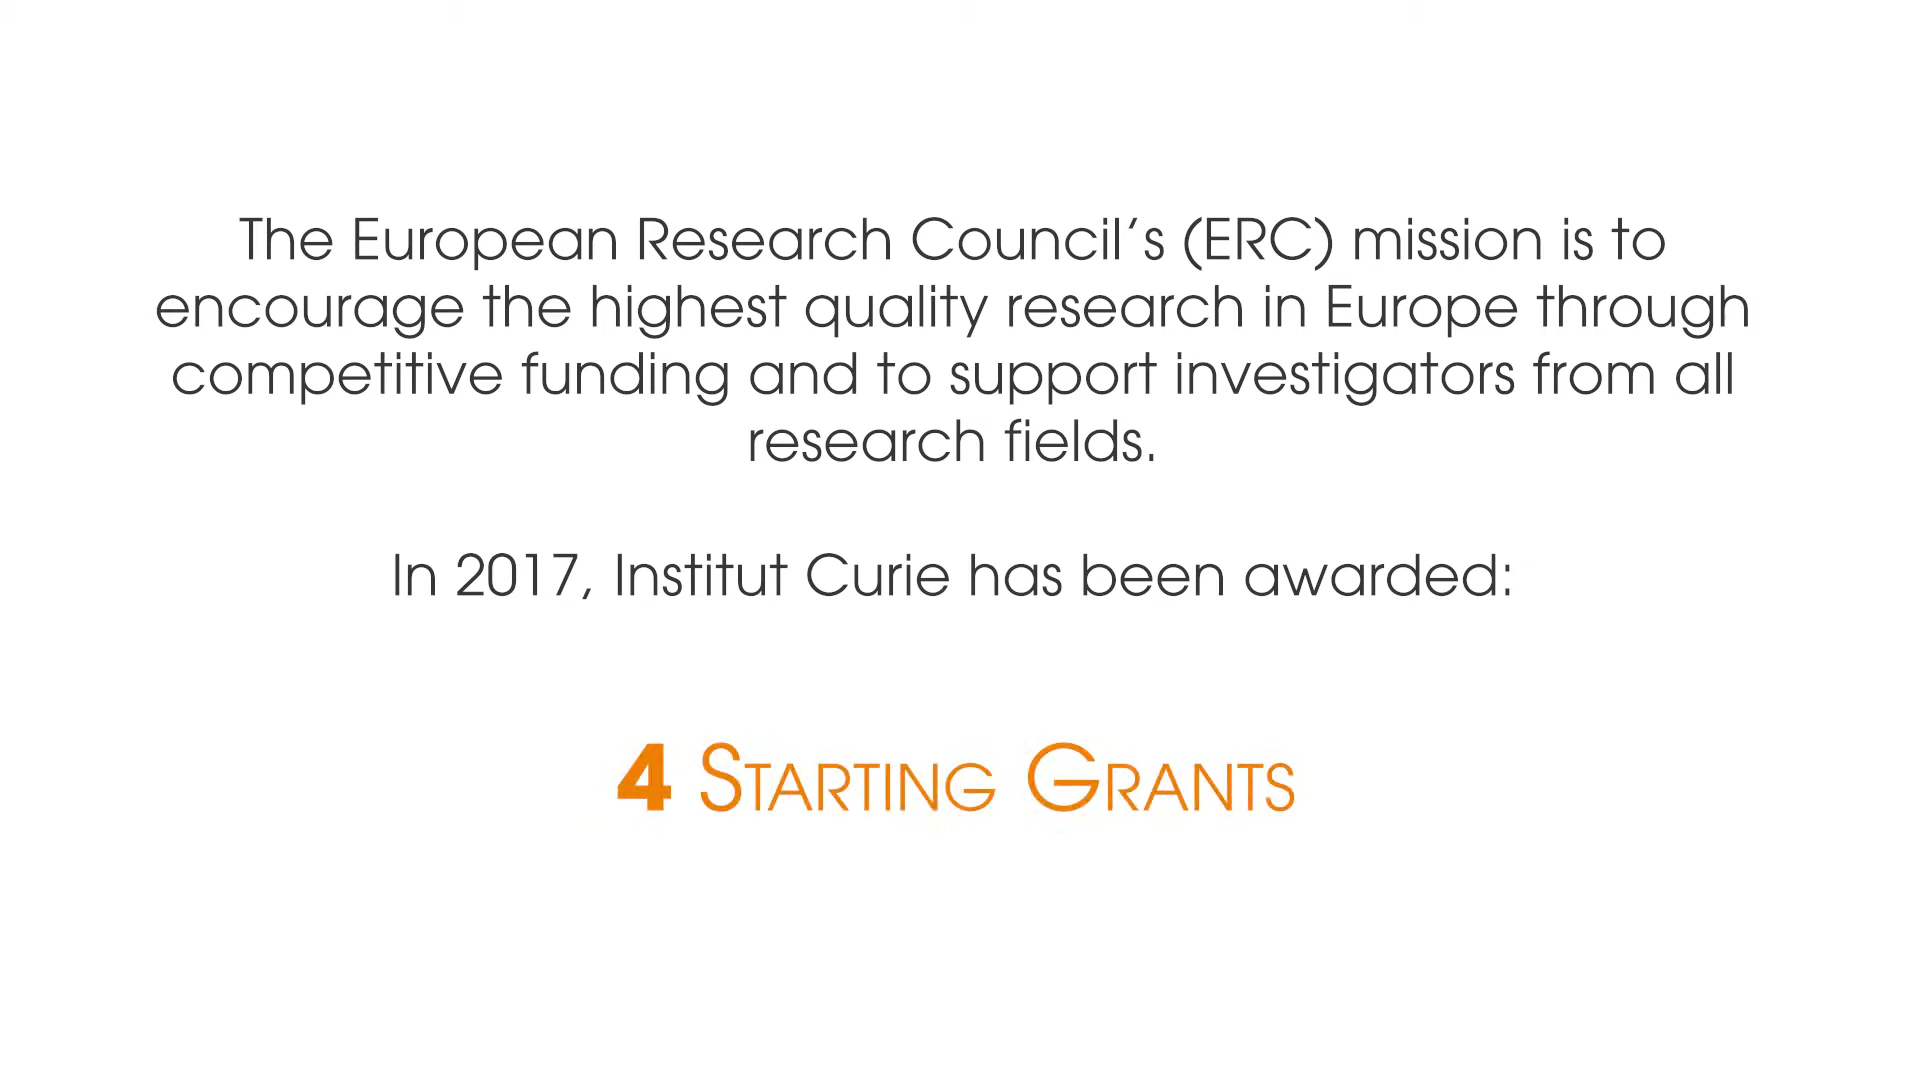 The European Research Council’s (ERC) mission is to
encourage the highest quality research in Europe through
competitive funding and to support investigators from all
research fields.
In 2017, Institut Curie has been awarded:
4 STARTING GRANTS